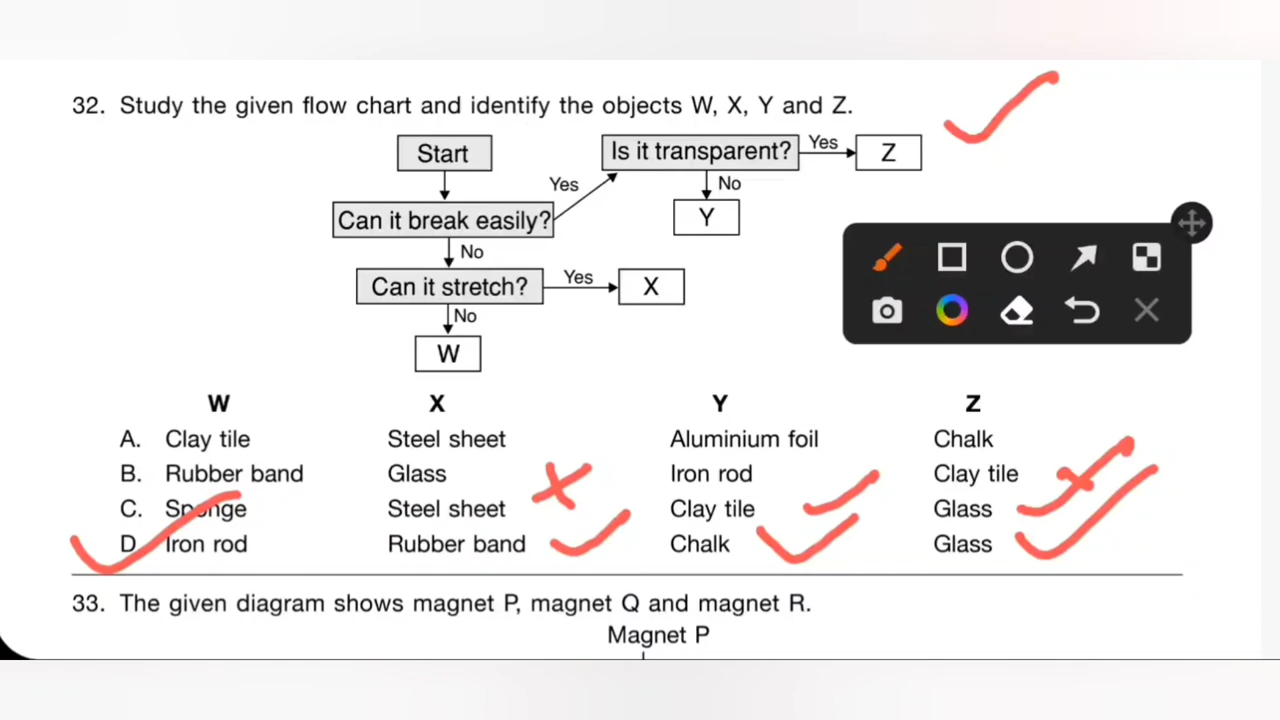 32. Study the given flow chart and identify the objects W, X, Y and Z.
Start
Is it transparent?
Yes
Z
Yes
No
Can it break easily?
Y
No
Can it stretch?
Yes
X
No
W
W X Y Z
A. Clay tile Steel sheet Aluminium foil Chalk
B. Rubber band Glass Iron rod Clay tile
C. Sponge Steel sheet Clay tile Glass
D. Iron rod Rubber band Chalk Glass
33. The given diagram shows magnet P, magnet Q and magnet R.
Magnet P